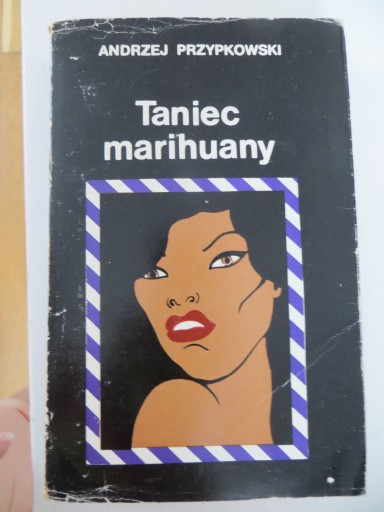 ANDRZEJ PRZYPKOWSKI
Taniec
marihuany